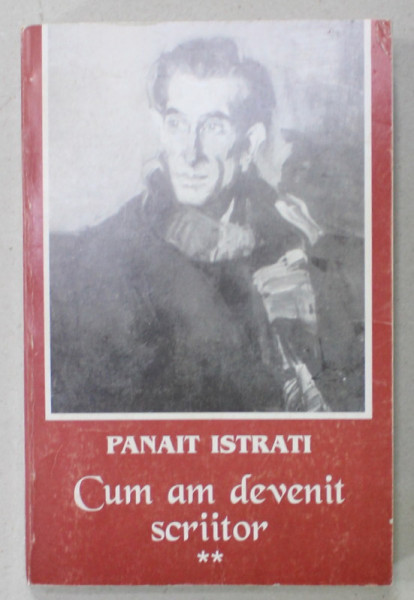 PANAIT ISTRATI
Cum am devenit
scriitor
**